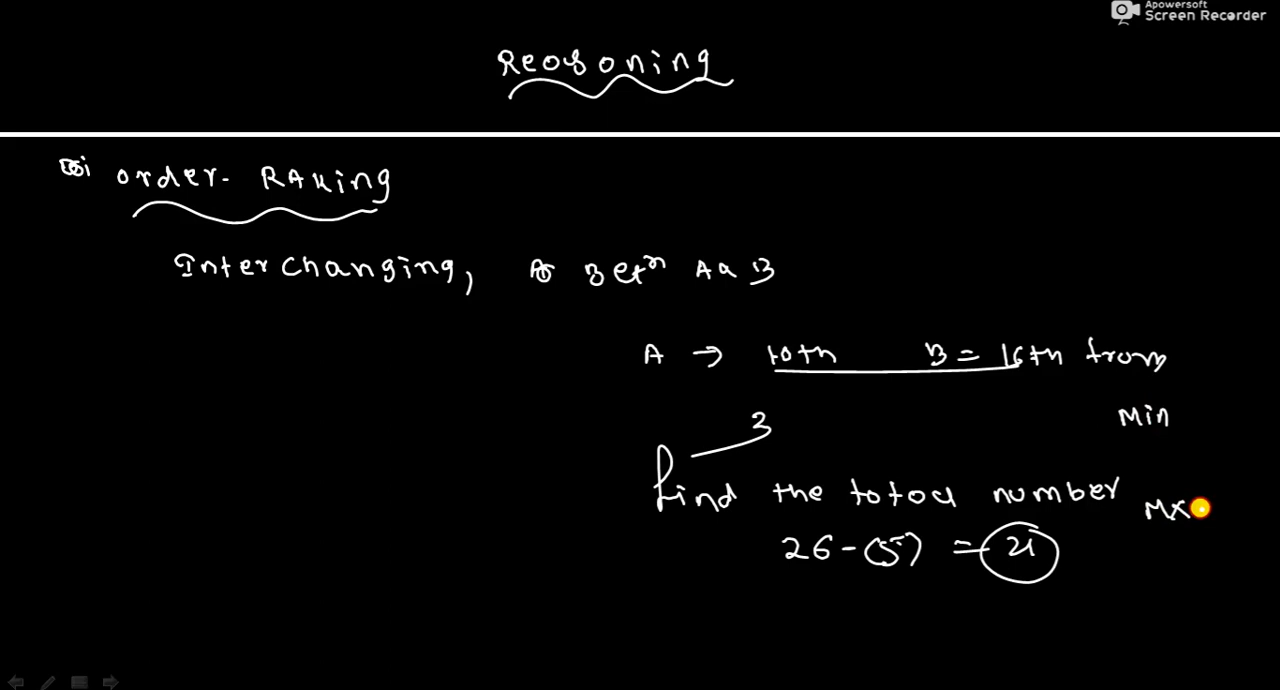 Apowersoft
Screen Recorder
Reasoning
order- RAKing
Interchanging, Betn A & B
A → 10th B = 16th from
Min
3
find the total number
Mx
26-(5) = 21